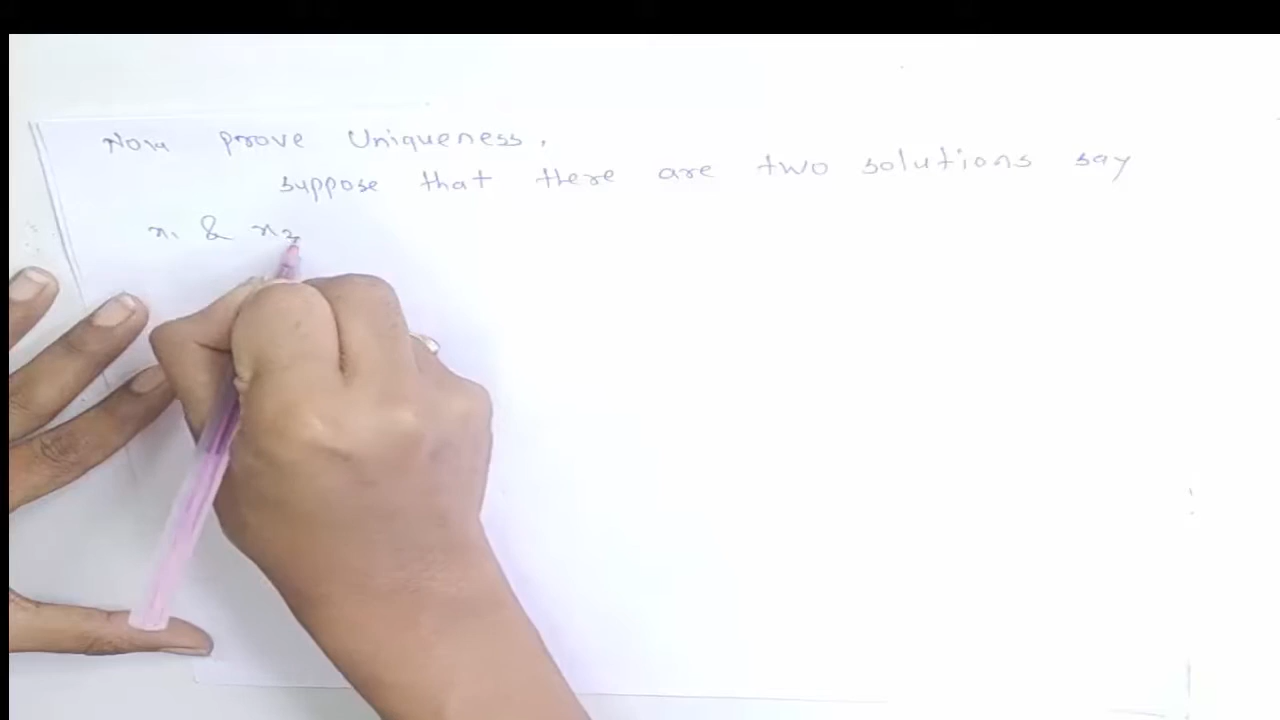 Now prove Uniqueness.
suppose that there are two solutions say
x₁ & x₂